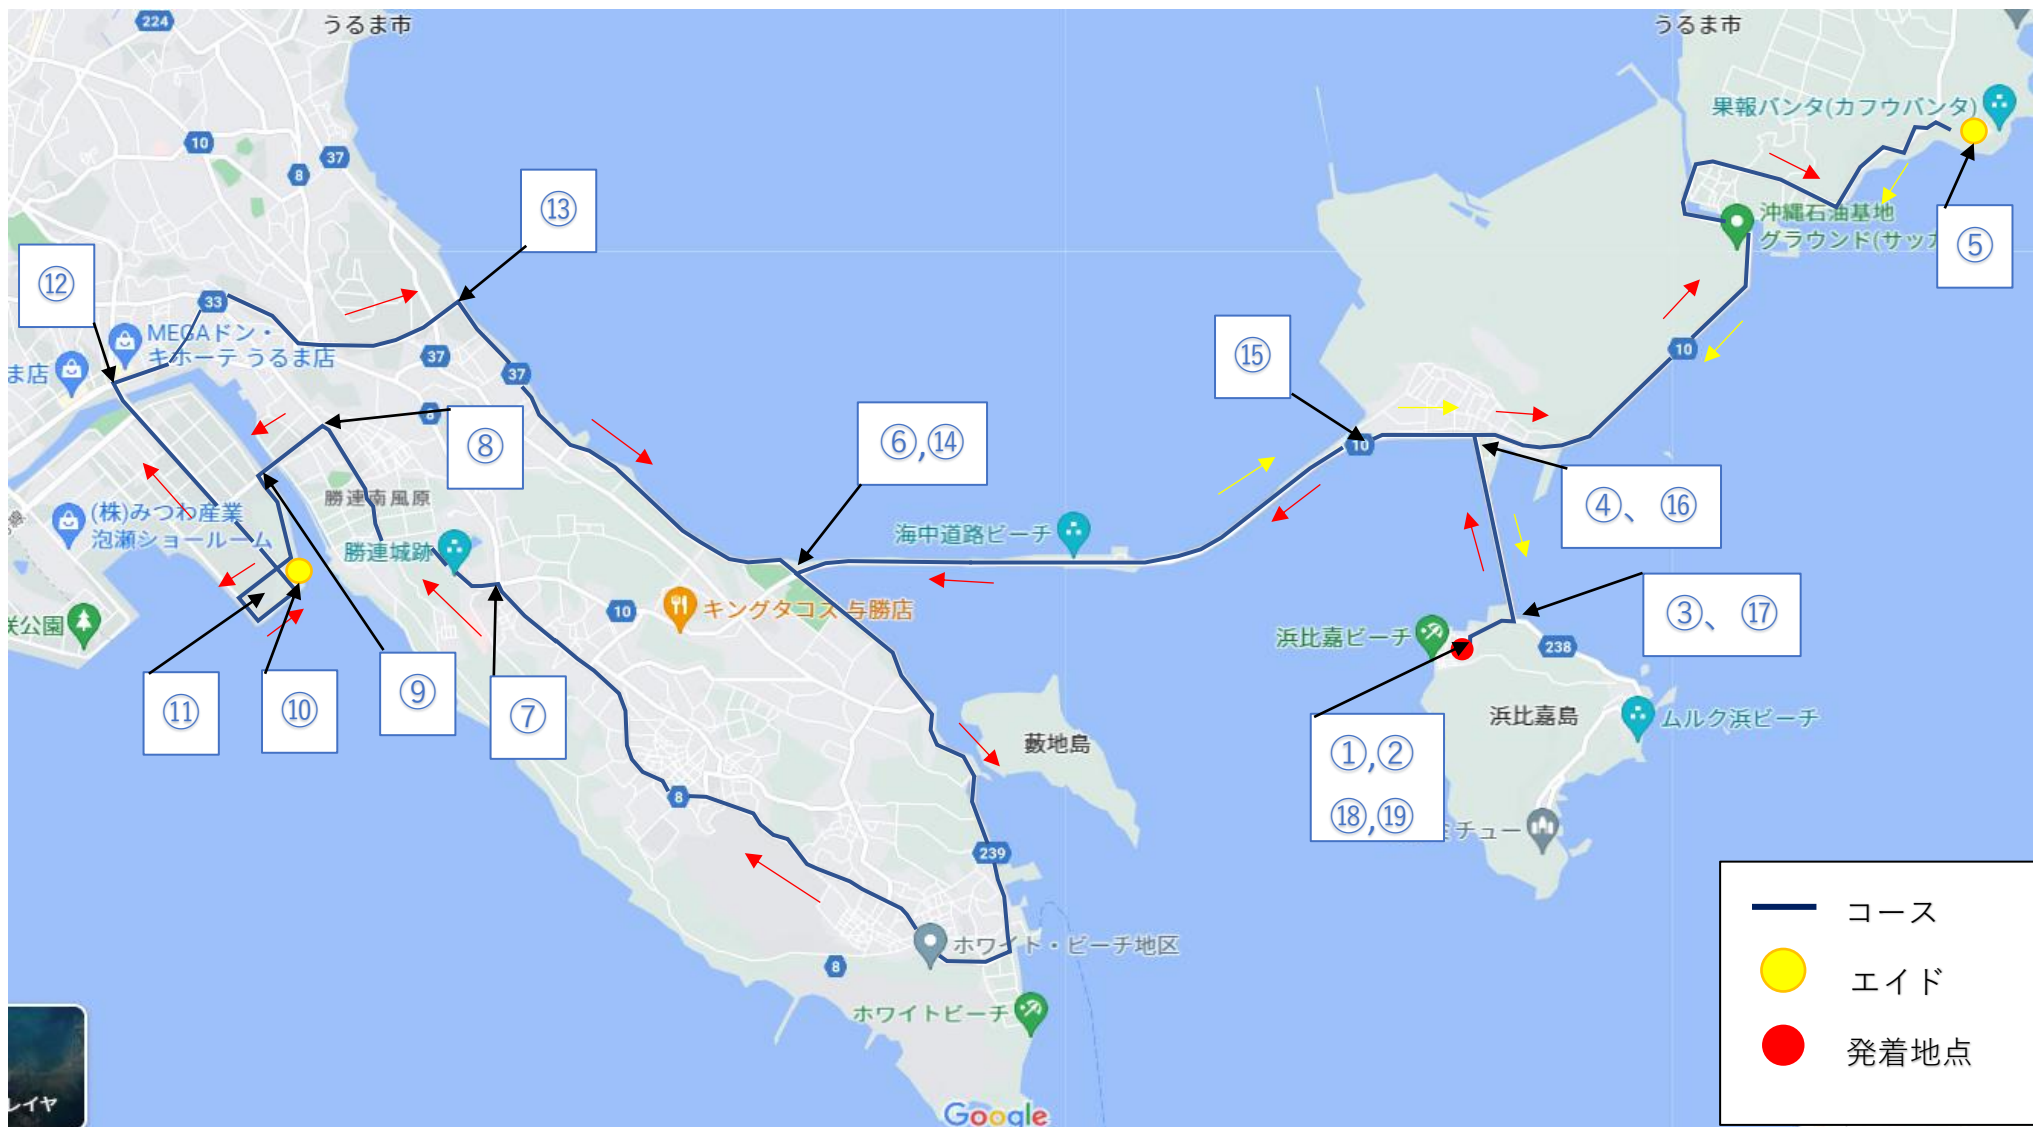 224
うるま市
うるま市
果報バンタ(カフウバンタ)
10
37
8
⑬
沖縄石油基地
グラウンド(サッカ
⑤
⑫
33
MEGAドン・
キホーテ うるま店
ま店
37
37
⑮
10
8
⑧
⑥,⑭
10
勝連南風原
(株)みつわ産業
泡瀬ショールーム
④、⑯
海中道路ビーチ
勝連城跡
10
キングタコス 与勝店
咲公園
③、⑰
浜比嘉ビーチ
238
⑪
⑩
⑨
⑦
浜比嘉島
ムルク浜ビーチ
藪地島
①,②
⑱,⑲
8
チュー
239
ホワイト・ビーチ地区
8
ホワイトビーチ
コース
エイド
発着地点
レイヤ
Google